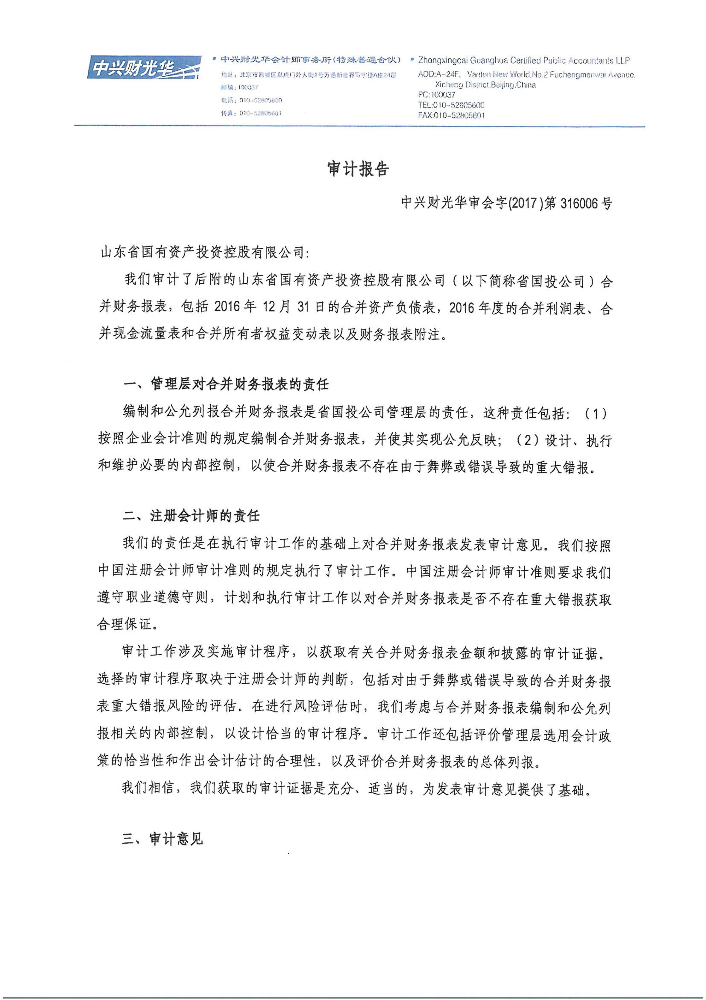 中兴财光华
中兴财光华会计师事务所(特殊普通合伙)
地址：北京市西城区阜成门外大街2号万通新世界写字楼A座24层
邮编：100037
电话：010-52805600
传真：010-52805601
Zhongxingcai Guanghua Certified Public Accountants LLP
ADD:A-24F, Vanton New World,No.2 Fuchengmenwai Avenue,
Xicheng District,Beijing,China
PC:100037
TEL:010-52805600
FAX:010-52805601
审计报告
中兴财光华审会字(2017)第 316006 号
山东省国有资产投资控股有限公司:
我们审计了后附的山东省国有资产投资控股有限公司（以下简称省国投公司）合
并财务报表，包括 2016 年 12 月 31 日的合并资产负债表，2016 年度的合并利润表、合
并现金流量表和合并所有者权益变动表以及财务报表附注。
一、管理层对合并财务报表的责任
编制和公允列报合并财务报表是省国投公司管理层的责任，这种责任包括：（1）
按照企业会计准则的规定编制合并财务报表，并使其实现公允反映；（2）设计、执行
和维护必要的内部控制，以使合并财务报表不存在由于舞弊或错误导致的重大错报。
二、注册会计师的责任
我们的责任是在执行审计工作的基础上对合并财务报表发表审计意见。我们按照
中国注册会计师审计准则的规定执行了审计工作。中国注册会计师审计准则要求我们
遵守职业道德守则，计划和执行审计工作以对合并财务报表是否不存在重大错报获取
合理保证。
审计工作涉及实施审计程序，以获取有关合并财务报表金额和披露的审计证据。
选择的审计程序取决于注册会计师的判断，包括对由于舞弊或错误导致的合并财务报
表重大错报风险的评估。在进行风险评估时，我们考虑与合并财务报表编制和公允列
报相关的内部控制，以设计恰当的审计程序。审计工作还包括评价管理层选用会计政
策的恰当性和作出会计估计的合理性，以及评价合并财务报表的总体列报。
我们相信，我们获取的审计证据是充分、适当的，为发表审计意见提供了基础。
三、审计意见